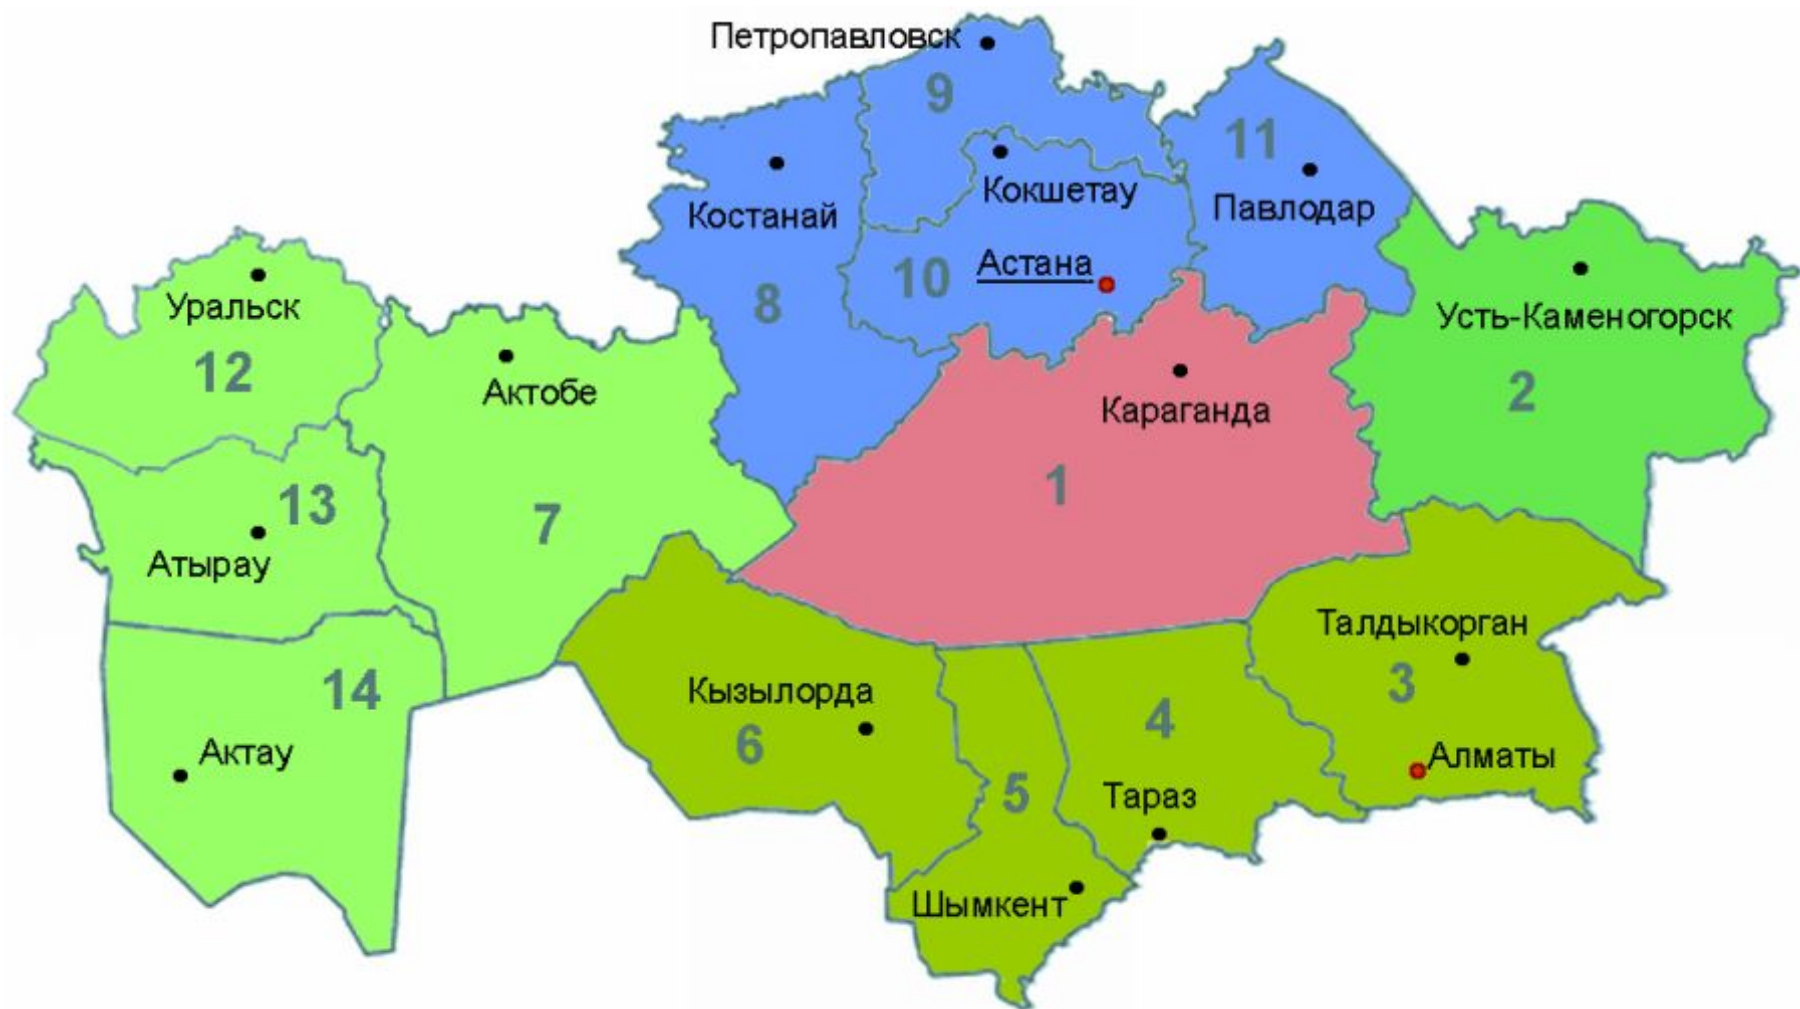 Петропавловск
9
11
Кокшетау
Костанай
Павлодар
Астана
10
8
Уральск
Усть-Каменогорск
12
Актобе
2
Караганда
1
13
7
Атырау
Талдыкорган
3
14
Кызылорда
6
4
Актау
Алматы
5
Тараз
Шымкент